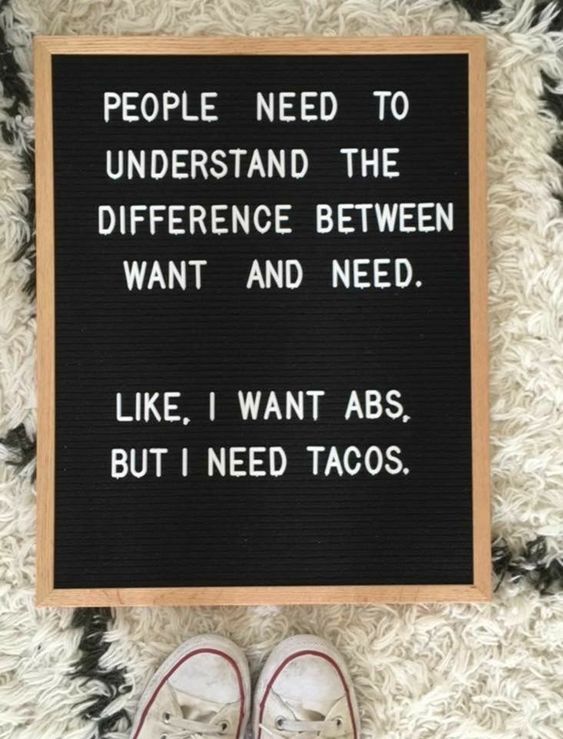 PEOPLE NEED TO
UNDERSTAND THE
DIFFERENCE BETWEEN
WANT AND NEED.
LIKE, I WANT ABS,
BUT I NEED TACOS.